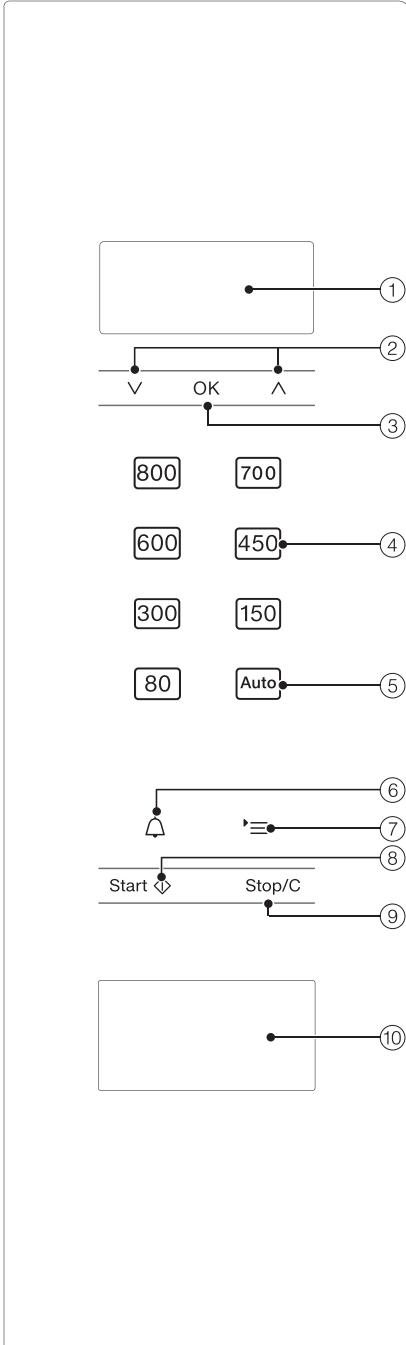 ①
②
∨ OK ∧
③
800 700
600 450 ④
300 150
80 Auto ⑤
⑥
⑦
⑧
Start Stop/C
⑨
⑩